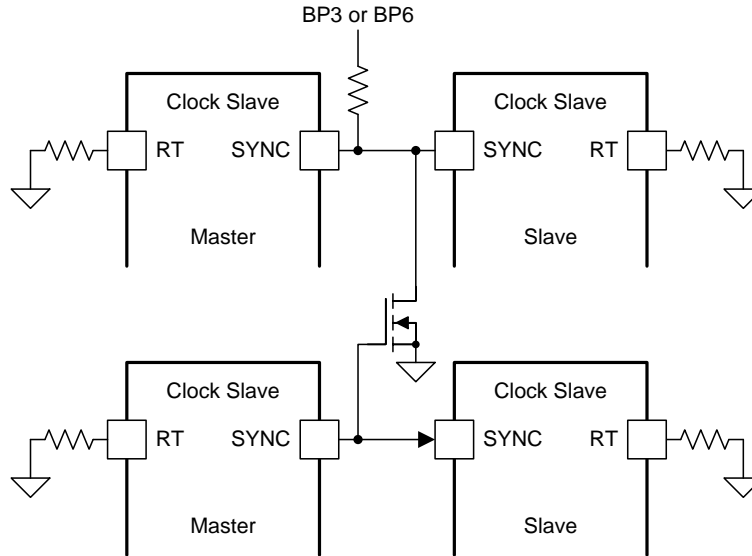 BP3 or BP6
Clock Slave
Clock Slave
RT
SYNC
SYNC
RT
Master
Slave
Clock Slave
Clock Slave
RT
SYNC
SYNC
RT
Master
Slave